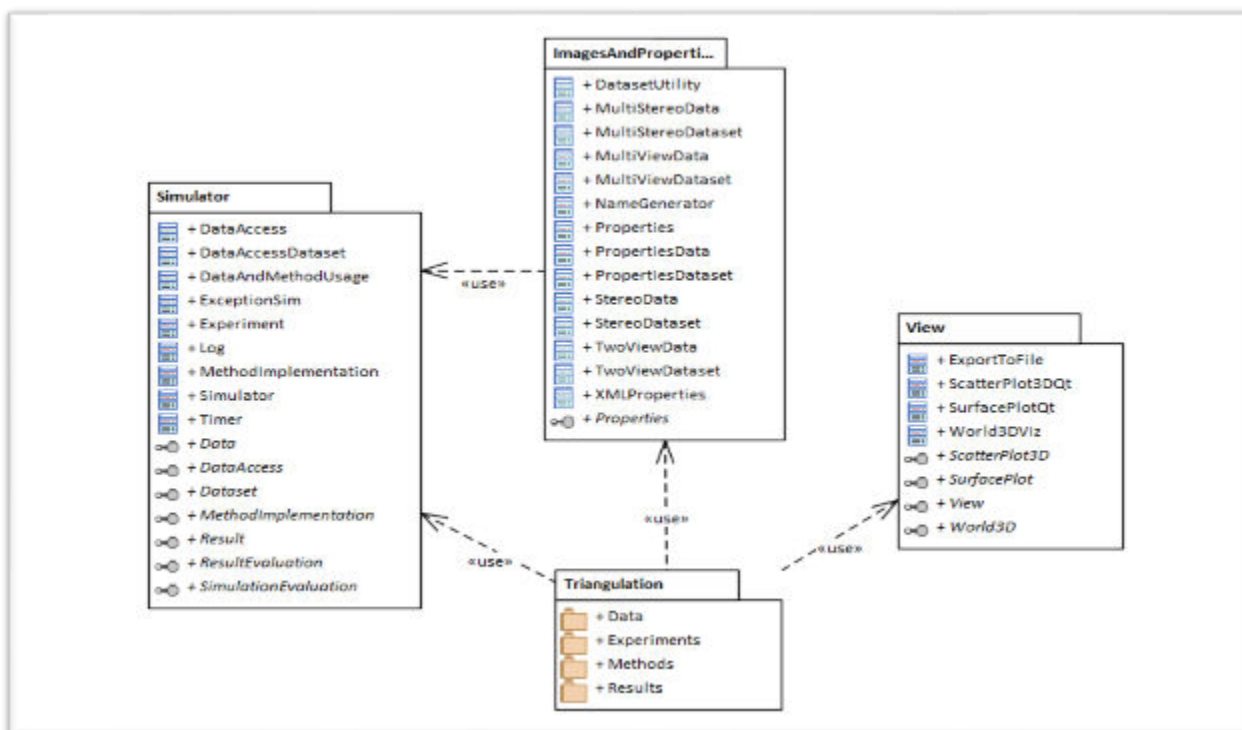 ImagesAndProperti...
+ DatasetUtility
+ MultiStereoData
+ MultiStereoDataset
+ MultiViewData
+ MultiViewDataset
+ NameGenerator
+ Properties
+ PropertiesData
+ PropertiesDataset
+ StereoData
+ StereoDataset
+ TwoViewData
+ TwoViewDataset
+ XMLProperties
+ Properties
Simulator
+ DataAccess
+ DataAccessDataset
+ DataAndMethodUsage
+ ExceptionSim
+ Experiment
+ Log
+ MethodImplementation
+ Simulator
+ Timer
+ Data
+ DataAccess
+ Dataset
+ MethodImplementation
+ Result
+ ResultEvaluation
+ SimulationEvaluation
«use»
View
+ ExportToFile
+ ScatterPlot3DQt
+ SurfacePlotQt
+ World3DViz
+ ScatterPlot3D
+ SurfacePlot
+ View
+ World3D
«use»
«use»
«use»
Triangulation
+ Data
+ Experiments
+ Methods
+ Results